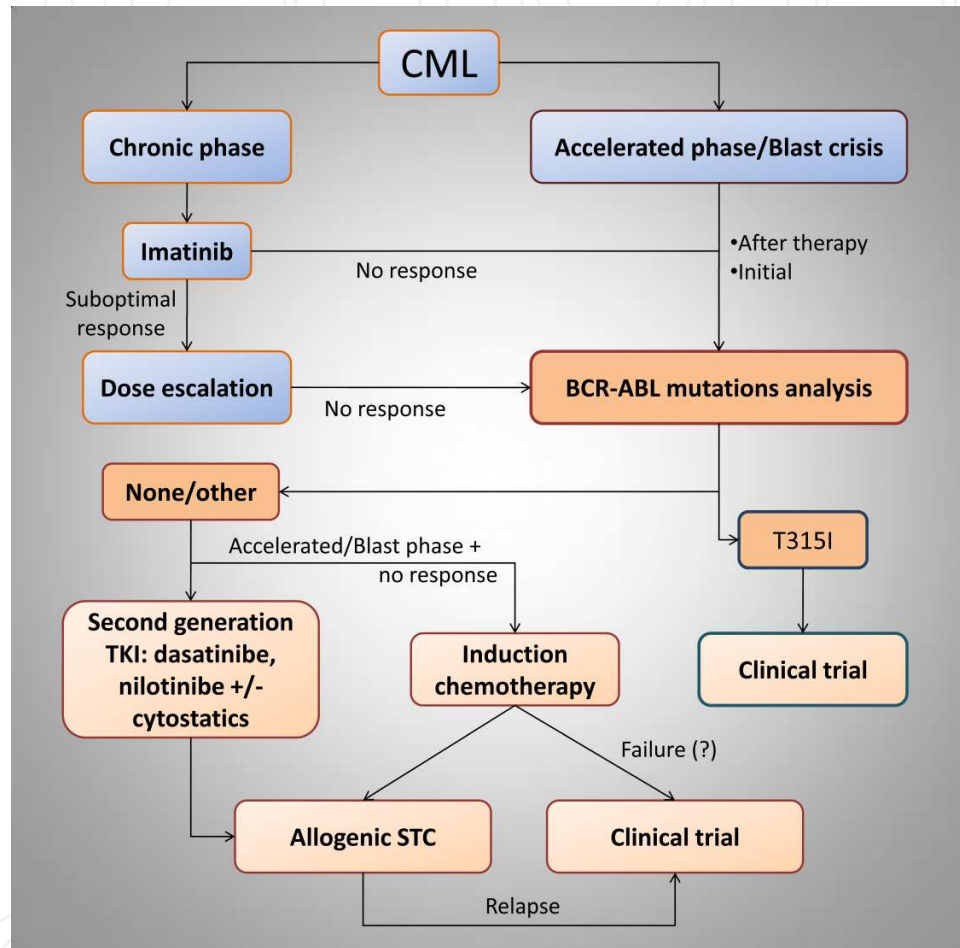 CML
Chronic phase
Accelerated phase/Blast crisis
Imatinib
No response
•After therapy
•Initial
Suboptimal
response
Dose escalation
No response
BCR-ABL mutations analysis
None/other
T315I
Accelerated/Blast phase +
no response
Second generation
TKI: dasatinibe,
nilotinibe +/-
cytostatics
Induction
chemotherapy
Clinical trial
Failure (?)
Allogenic STC
Clinical trial
Relapse